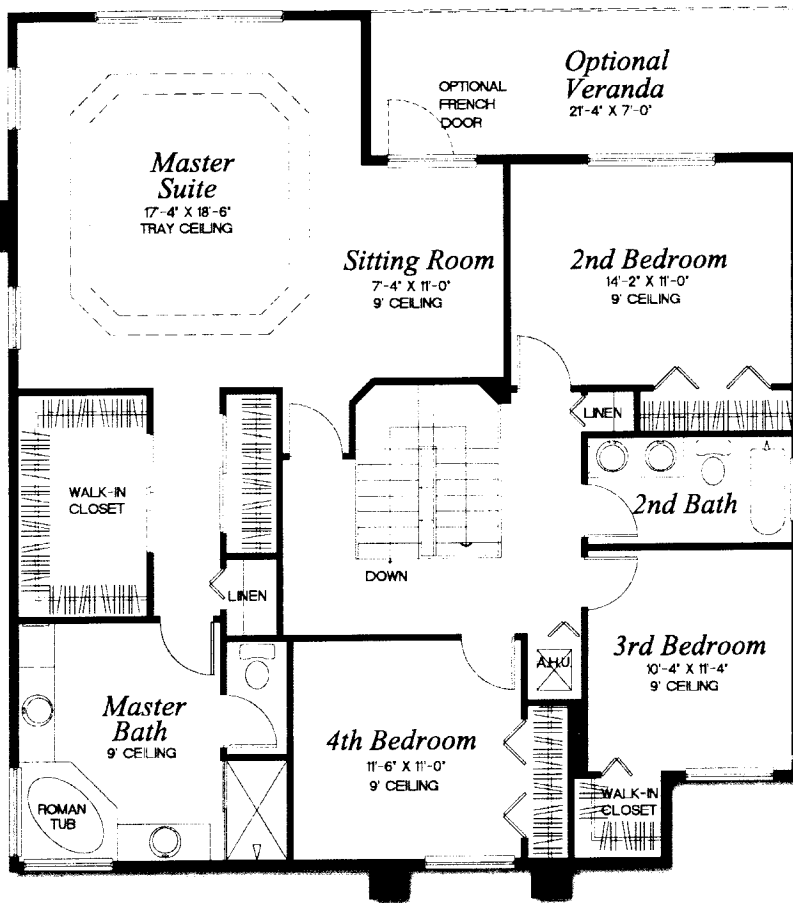 Optional
Veranda
21'-4" X 7'-0"
OPTIONAL
FRENCH
DOOR
Master
Suite
17'-4" X 18'-6"
TRAY CEILING
Sitting Room
7'-4" X 11'-0"
9' CEILING
2nd Bedroom
14'-2" X 11'-0"
9' CEILING
LINEN
WALK-IN
CLOSET
2nd Bath
DOWN
LINEN
3rd Bedroom
10'-4" X 11'-4"
9' CEILING
A.H.U.
Master
Bath
9' CEILING
4th Bedroom
11'-6" X 11'-0"
9' CEILING
ROMAN
TUB
WALK-IN
CLOSET